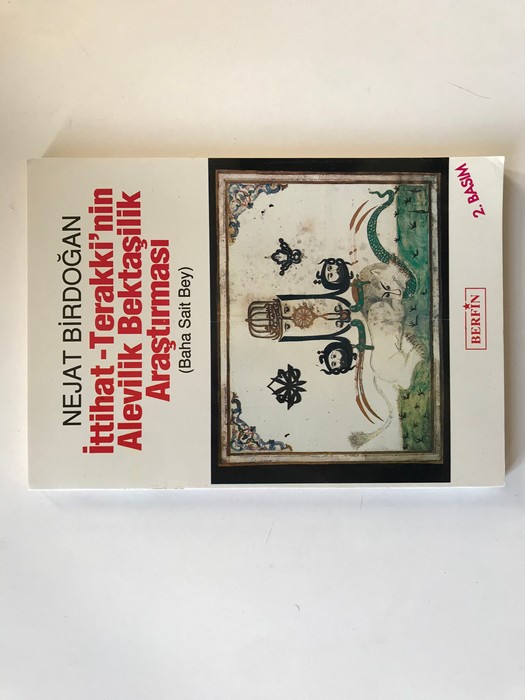 NEJAT BİRDOĞAN
İttihat-Terakki'nin
Alevilik Bektaşilik
Araştırması
(Baha Sait Bey)
BERFİN
2. BASIM